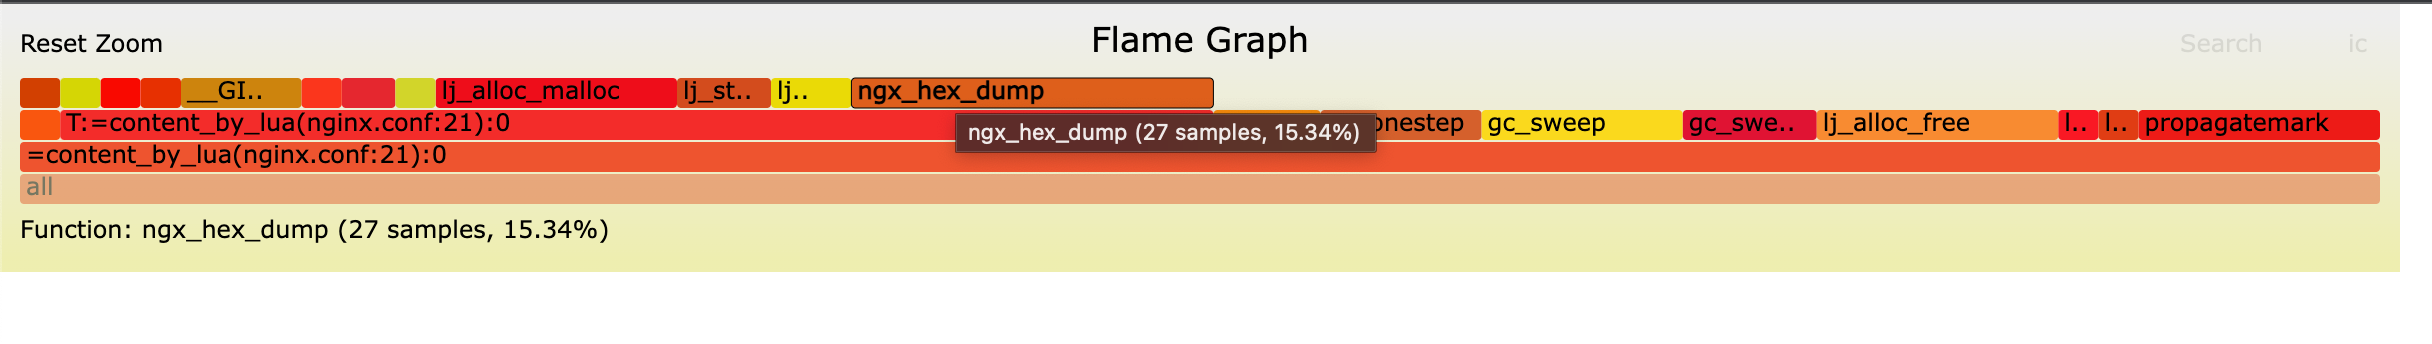 Flame Graph
Reset Zoom
Search
ic
__GI..
lj_alloc_malloc
lj_st..
lj..
ngx_hex_dump
T:=content_by_lua(nginx.conf:21):0
onestep
gc_sweep
gc_swe..
lj_alloc_free
l..
l..
propagatemark
ngx_hex_dump (27 samples, 15.34%)
=content_by_lua(nginx.conf:21):0
all
Function: ngx_hex_dump (27 samples, 15.34%)